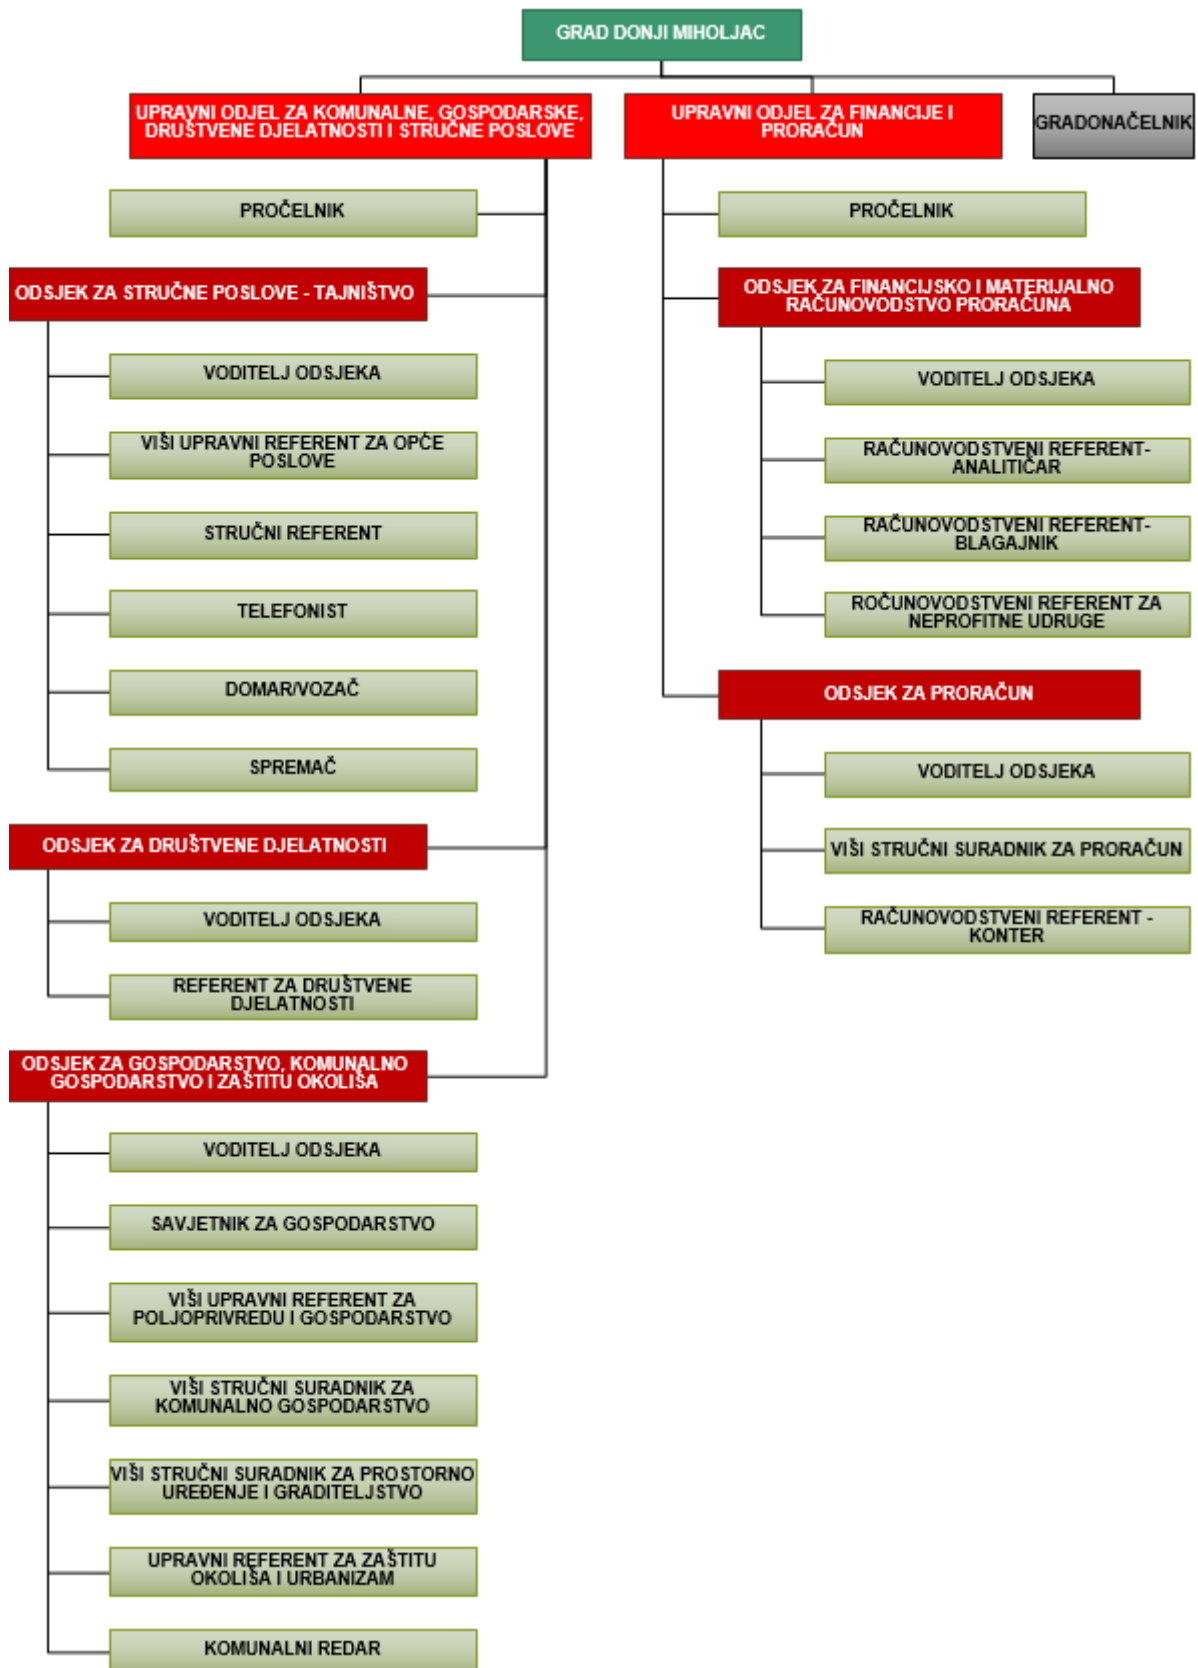 GRAD DONJI MIHOLJAC
UPRAVNI ODJEL ZA KOMUNALNE, GOSPODARSKE,
DRUŠTVENE DJELATNOSTI I STRUČNE POSLOVE
UPRAVNI ODJEL ZA FINANCIJE I
PRORAČUN
GRADONAČELNIK
PROČELNIK
ODSJEK ZA STRUČNE POSLOVE - TAJNIŠTVO
VODITELJ ODSJEKA
VIŠI UPRAVNI REFERENT ZA OPĆE
POSLOVE
STRUČNI REFERENT
TELEFONIST
DOMAR/VOZAČ
SPREMAČ
ODSJEK ZA DRUŠTVENE DJELATNOSTI
VODITELJ ODSJEKA
REFERENT ZA DRUŠTVENE
DJELATNOSTI
ODSJEK ZA GOSPODARSTVO, KOMUNALNO
GOSPODARSTVO I ZAŠTITU OKOLIŠA
VODITELJ ODSJEKA
SAVJETNIK ZA GOSPODARSTVO
VIŠI UPRAVNI REFERENT ZA
POLJOPRIVREDU I GOSPODARSTVO
VIŠI STRUČNI SURADNIK ZA
KOMUNALNO GOSPODARSTVO
VIŠI STRUČNI SURADNIK ZA PROSTORNO
UREĐENJE I GRADITELJSTVO
UPRAVNI REFERENT ZA ZAŠTITU
OKOLIŠA I URBANIZAM
KOMUNALNI REDAR
PROČELNIK
ODSJEK ZA FINANCIJSKO I MATERIJALNO
RAČUNOVODSTVO PRORAČUNA
VODITELJ ODSJEKA
RAČUNOVODSTVENI REFERENT-
ANALITIČAR
RAČUNOVODSTVENI REFERENT-
BLAGAJNIK
ROČUNOVODSTVENI REFERENT ZA
NEPROFITNE UDRUGE
ODSJEK ZA PRORAČUN
VODITELJ ODSJEKA
VIŠI STRUČNI SURADNIK ZA PRORAČUN
RAČUNOVODSTVENI REFERENT -
KONTER